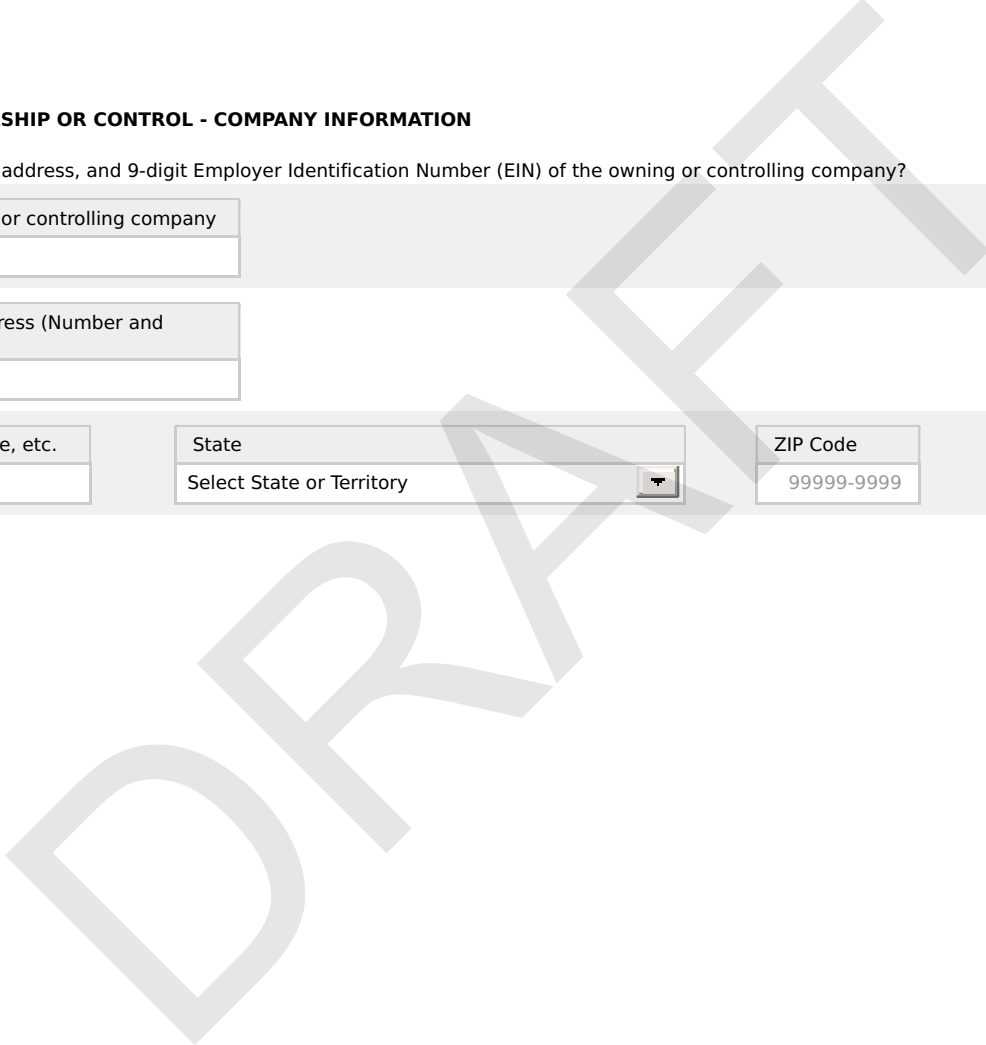 SHIP OR CONTROL - COMPANY INFORMATION
address, and 9-digit Employer Identification Number (EIN) of the owning or controlling company?
or controlling company
ress (Number and
e, etc.
State
ZIP Code
Select State or Territory
99999-9999
DRAFT